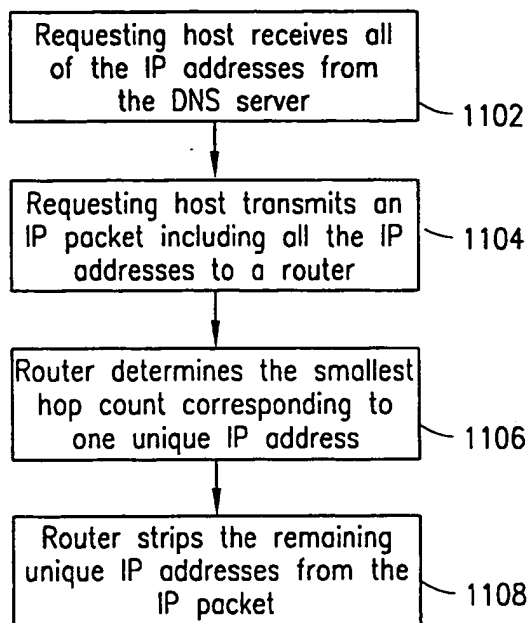 Requesting host receives all
of the IP addresses from
the DNS server
1102
Requesting host transmits an
IP packet including all the IP
addresses to a router
1104
Router determines the smallest
hop count corresponding to
one unique IP address
1106
Router strips the remaining
unique IP addresses from the
IP packet
1108